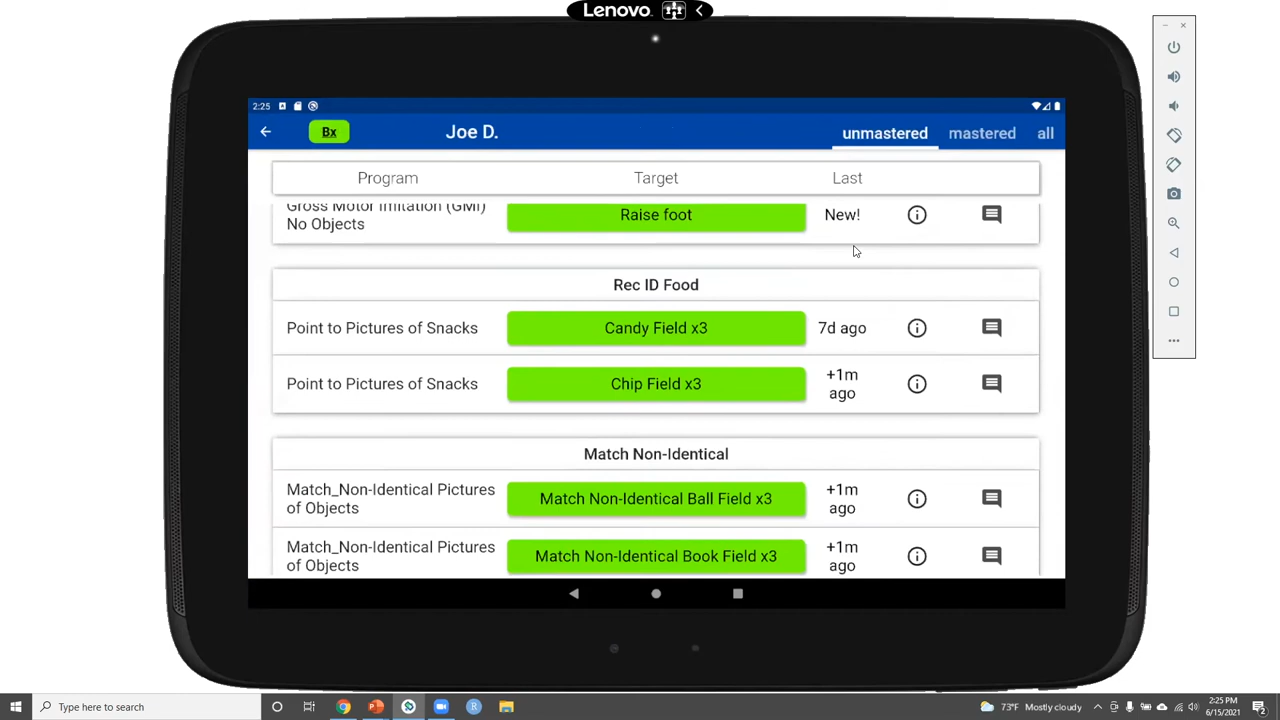 Lenovo
2:25
Bx
Joe D.
unmastered
mastered
all
Program
Target
Last
Gross Motor Imitation (GMI)
No Objects
Raise foot
New!
Rec ID Food
Point to Pictures of Snacks
Candy Field x3
7d ago
Point to Pictures of Snacks
Chip Field x3
+1m
ago
Match Non-Identical
Match_Non-Identical Pictures
of Objects
Match Non-Identical Ball Field x3
+1m
ago
Match_Non-Identical Pictures
of Objects
Match Non-Identical Book Field x3
+1m
ago
Type here to search
73°F Mostly cloudy
2:25 PM
6/15/2021
2